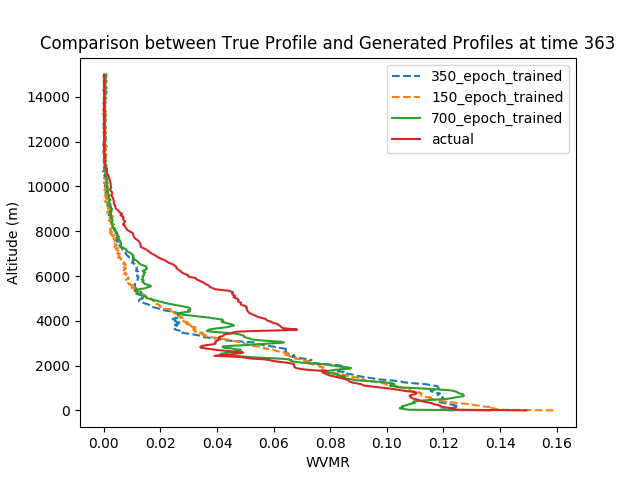 Comparison between True Profile and Generated Profiles at time 363
350_epoch_trained
150_epoch_trained
700_epoch_trained
actual
Altitude (m)
14000
12000
10000
8000
6000
4000
2000
0
0.00 0.02 0.04 0.06 0.08 0.10 0.12 0.14 0.16
WVMR